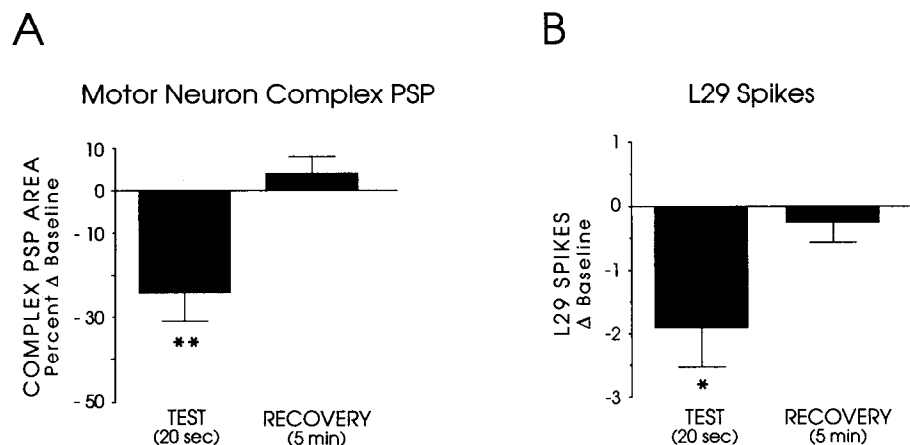 A
Motor Neuron Complex PSP
COMPLEX PSP AREA
Percent Δ Baseline
10
0
- 10
- 30
- 50
**
TEST
(20 sec)
RECOVERY
(5 min)
B
L29 Spikes
L29 SPIKES
Δ Baseline
1
0
-1
-2
-3
*
TEST
(20 sec)
RECOVERY
(5 min)